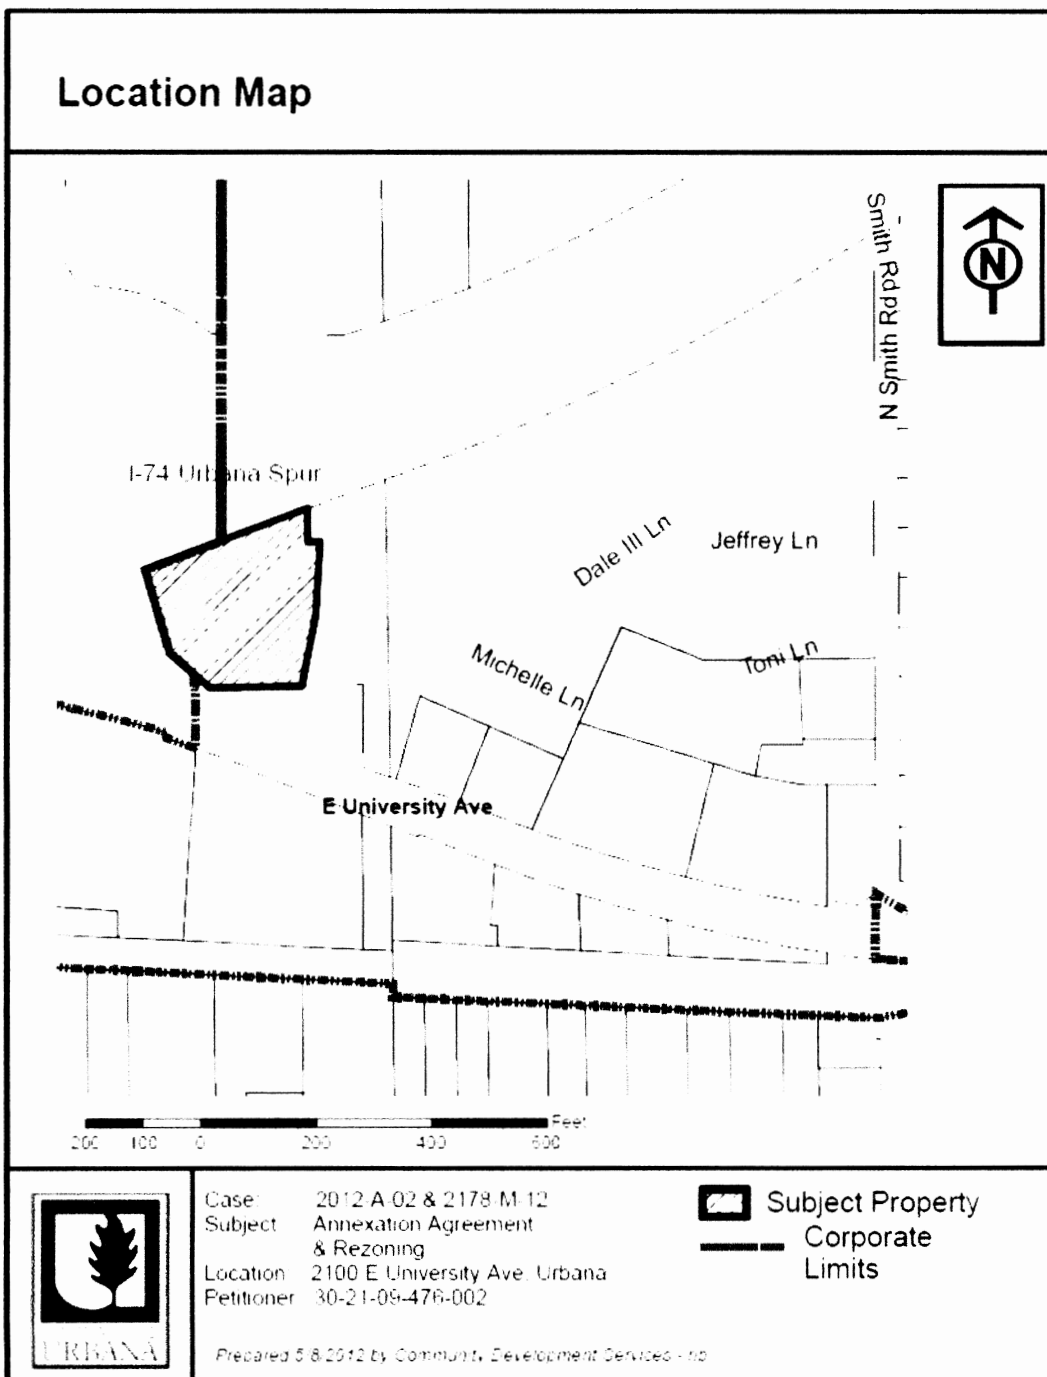 Location Map
Smith Rd
N Smith Rd
N
I-74 Urbana Spur
Dale III Ln
Jeffrey Ln
Michelle Ln
Toni Ln
E University Ave
Feet
200 100 0 200 400 600
Case: 2012-A-02 & 2178-M-12
Subject Annexation Agreement
& Rezoning
Location 2100 E University Ave, Urbana
Petitioner 30-21-09-476-002
Prepared 5/8/2012 by Community Development Services - 
Subject Property
Corporate
Limits
URBANA